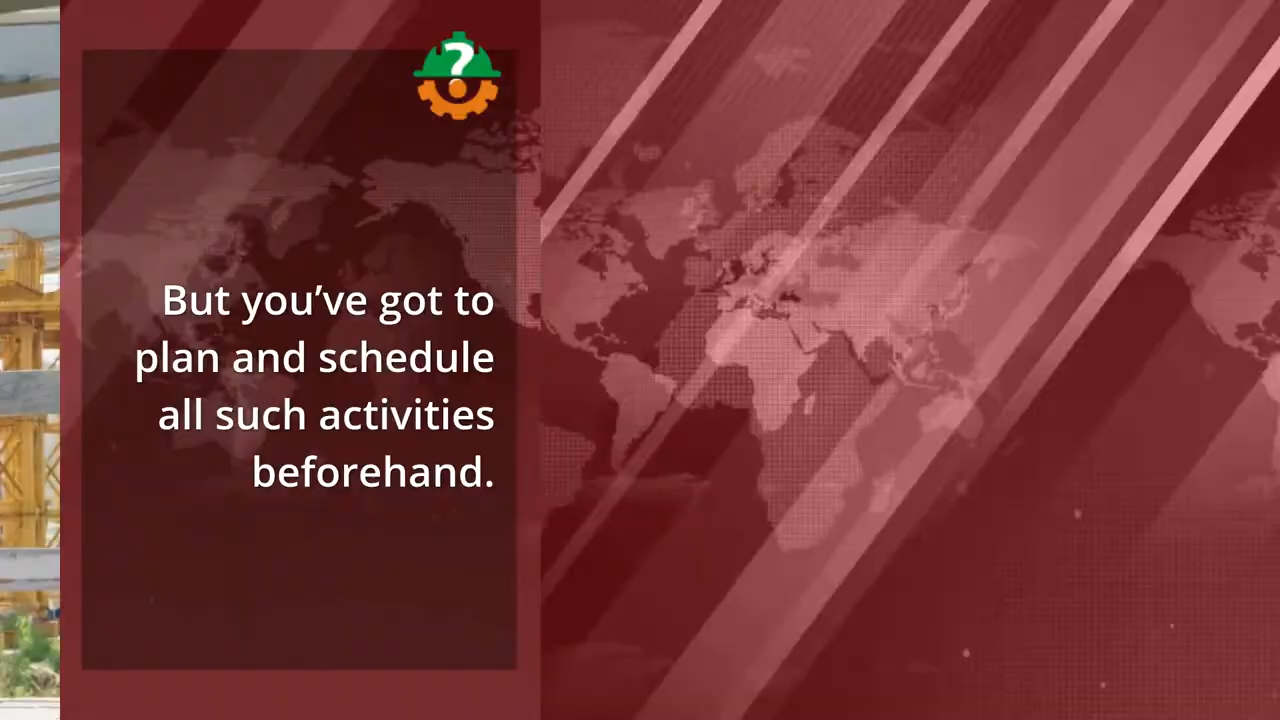 ?
But you’ve got to
plan and schedule
all such activities
beforehand.